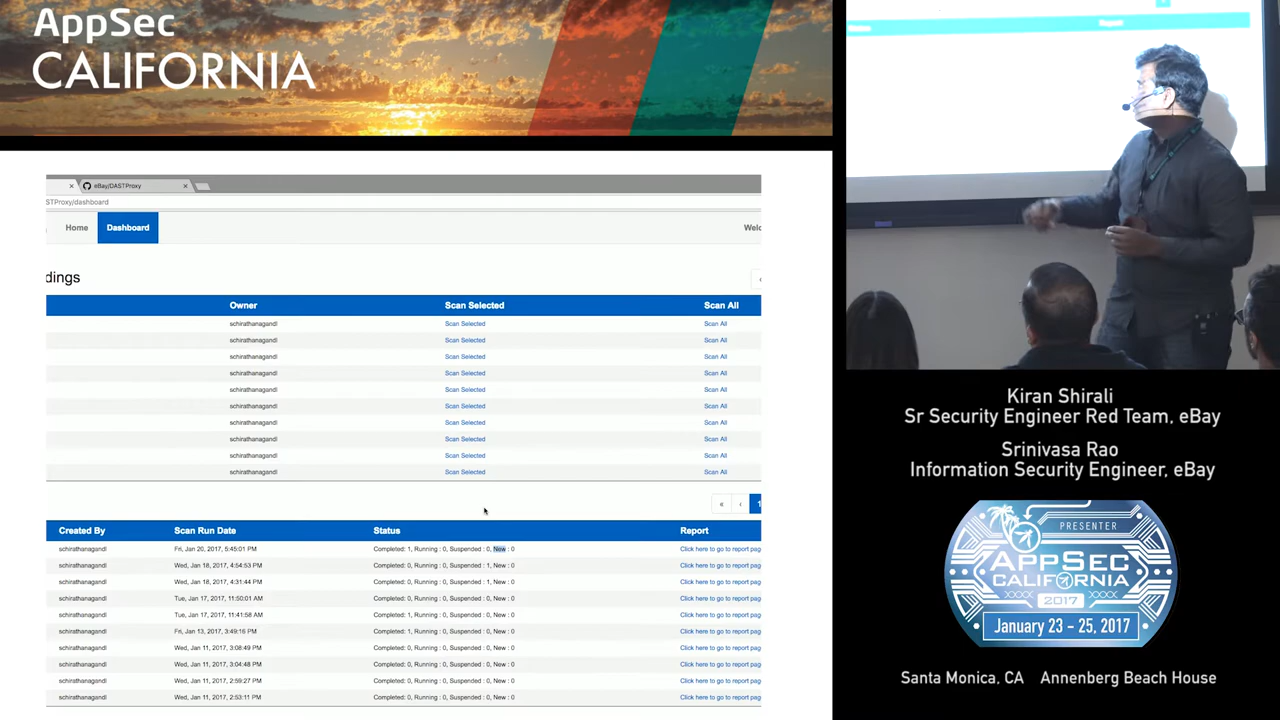 AppSec
CALIFORNIA
eBay/DASTProxy
STProxy/dashboard
Home
Dashboard
Welc
dings
Owner Scan Selected Scan All
schirathanagandl Scan Selected Scan All
schirathanagandl Scan Selected Scan All
schirathanagandl Scan Selected Scan All
schirathanagandl Scan Selected Scan All
schirathanagandl Scan Selected Scan All
schirathanagandl Scan Selected Scan All
schirathanagandl Scan Selected Scan All
schirathanagandl Scan Selected Scan All
schirathanagandl Scan Selected Scan All
schirathanagandl Scan Selected Scan All
« ‹ 1
Created By Scan Run Date Status Report
schirathanagandl Fri, Jan 20, 2017, 5:45:01 PM Completed: 1, Running : 0, Suspended : 0, New : 0 Click here to go to report pag
schirathanagandl Wed, Jan 18, 2017, 4:54:53 PM Completed: 0, Running : 0, Suspended : 1, New : 0 Click here to go to report pag
schirathanagandl Wed, Jan 18, 2017, 4:31:44 PM Completed: 0, Running : 0, Suspended : 1, New : 0 Click here to go to report pag
schirathanagandl Tue, Jan 17, 2017, 11:50:01 AM Completed: 0, Running : 0, Suspended : 0, New : 0 Click here to go to report pag
schirathanagandl Tue, Jan 17, 2017, 11:41:58 AM Completed: 1, Running : 0, Suspended : 0, New : 0 Click here to go to report pag
schirathanagandl Fri, Jan 13, 2017, 3:49:16 PM Completed: 1, Running : 0, Suspended : 0, New : 0 Click here to go to report pag
schirathanagandl Wed, Jan 11, 2017, 3:08:49 PM Completed: 0, Running : 0, Suspended : 0, New : 0 Click here to go to report pag
schirathanagandl Wed, Jan 11, 2017, 3:04:48 PM Completed: 0, Running : 0, Suspended : 0, New : 0 Click here to go to report pag
schirathanagandl Wed, Jan 11, 2017, 2:59:27 PM Completed: 0, Running : 0, Suspended : 0, New : 0 Click here to go to report pag
schirathanagandl Wed, Jan 11, 2017, 2:53:11 PM Completed: 0, Running : 0, Suspended : 0, New : 0 Click here to go to report pag
Report
Kiran Shirali
Sr Security Engineer Red Team, eBay
Srinivasa Rao
Information Security Engineer, eBay
PRESENTER
APPSEC
CALIFORNIA
2017
January 23 - 25, 2017
Santa Monica, CA Annenberg Beach House